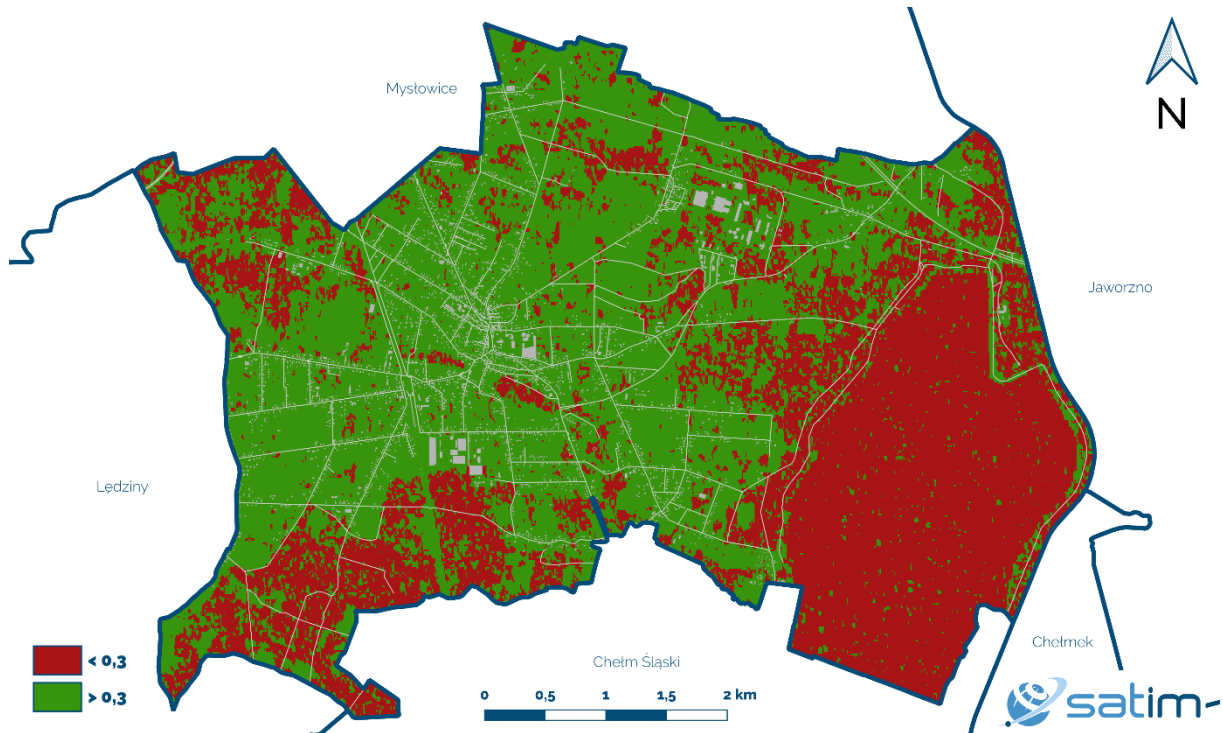 Mysłowice
N
Jaworzno
Lędziny
Chełmek
Chełm Śląski
< 0,3
> 0,3
0 0,5 1 1,5 2 km
satim